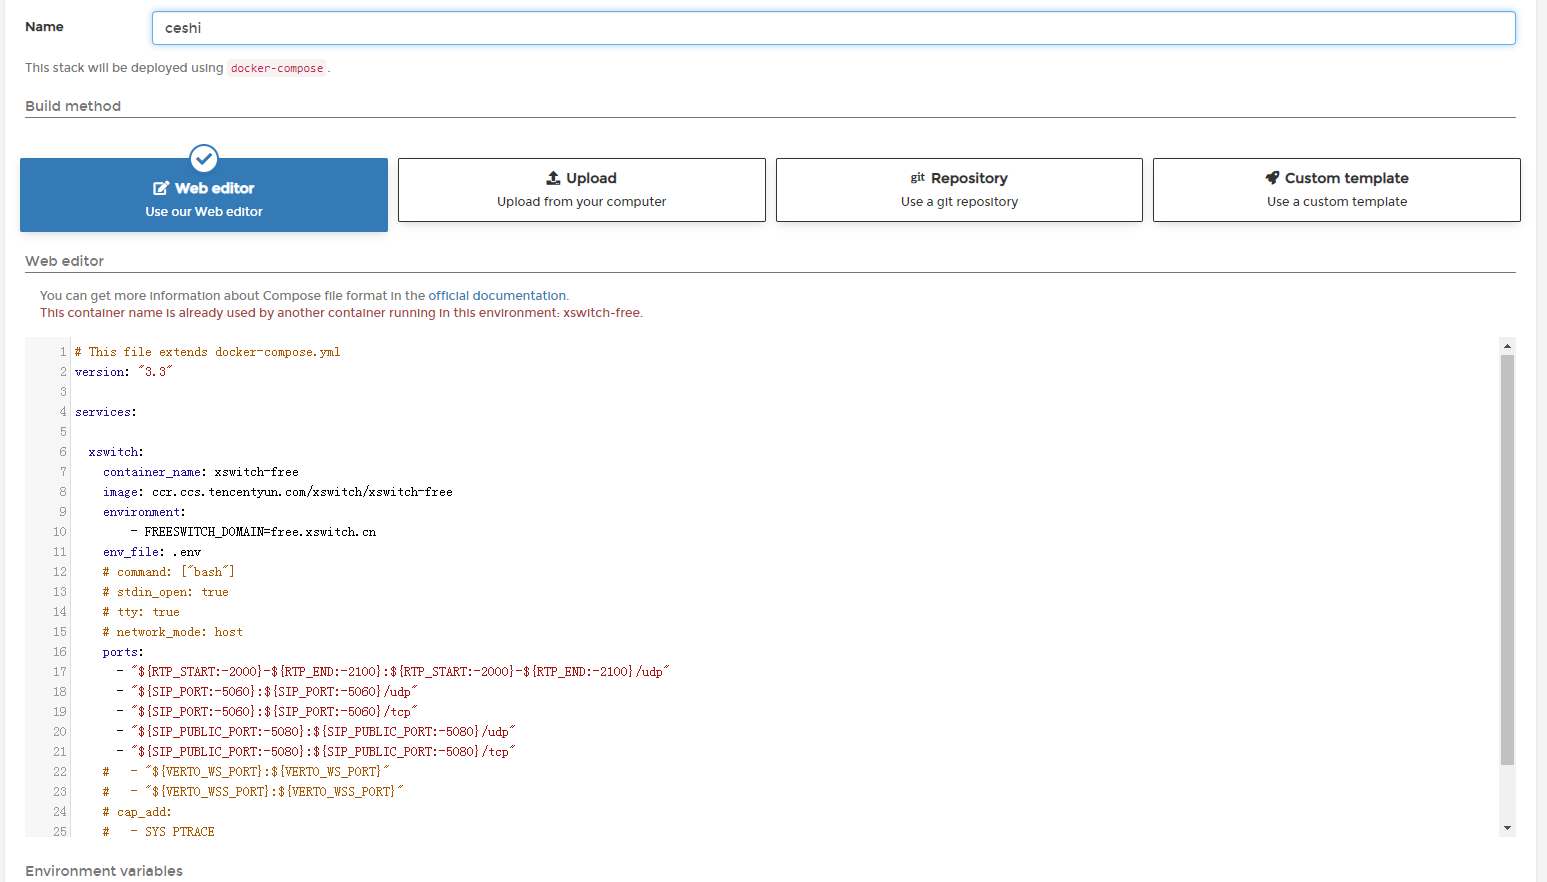 Name
ceshi
This stack will be deployed using docker-compose.
Build method
Web editor
Use our Web editor
Upload
Upload from your computer
git Repository
Use a git repository
Custom template
Use a custom template
Web editor
You can get more information about Compose file format in the official documentation.
This container name is already used by another container running in this environment: xswitch-free.
1 # This file extends docker-compose.yml
2 version: "3.3"
3
4 services:
5
6   xswitch:
7     container_name: xswitch-free
8     image: ccr.ccs.tencentyun.com/xswitch/xswitch-free
9     environment:
10         - FREESWITCH_DOMAIN=free.xswitch.cn
11     env_file: .env
12     # command: ["bash"]
13     # stdin_open: true
14     # tty: true
15     # network_mode: host
16     ports:
17       - "${RTP_START:-2000}-${RTP_END:-2100}:${RTP_START:-2000}-${RTP_END:-2100}/udp"
18       - "${SIP_PORT:-5060}:${SIP_PORT:-5060}/udp"
19       - "${SIP_PORT:-5060}:${SIP_PORT:-5060}/tcp"
20       - "${SIP_PUBLIC_PORT:-5080}:${SIP_PUBLIC_PORT:-5080}/udp"
21       - "${SIP_PUBLIC_PORT:-5080}:${SIP_PUBLIC_PORT:-5080}/tcp"
22     #   - "${VERTO_WS_PORT}:${VERTO_WS_PORT}"
23     #   - "${VERTO_WSS_PORT}:${VERTO_WSS_PORT}"
24     # cap_add:
25     #   - SYS_PTRACE
Environment variables